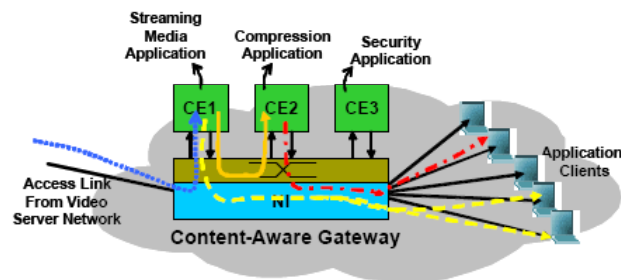 Streaming
Media
Application
Compression
Application
Security
Application
CE1
CE2
CE3
Access Link
From Video
Server Network
NI
Application
Clients
Content-Aware Gateway